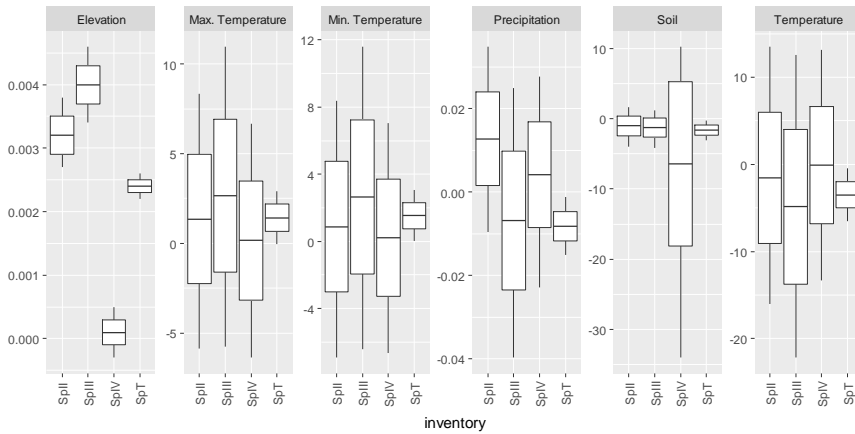 Elevation
Max. Temperature
Min. Temperature
Precipitation
Soil
Temperature
0.004
0.003
0.002
0.001
0.000
10
5
0
-5
12
8
4
0
-4
0.02
0.00
-0.02
-0.04
10
0
-10
-20
-30
10
0
-10
-20
SpII
SpIII
SpIV
SpT
SpII
SpIII
SpIV
SpT
SpII
SpIII
SpIV
SpT
SpII
SpIII
SpIV
SpT
SpII
SpIII
SpIV
SpT
SpII
SpIII
SpIV
SpT
inventory